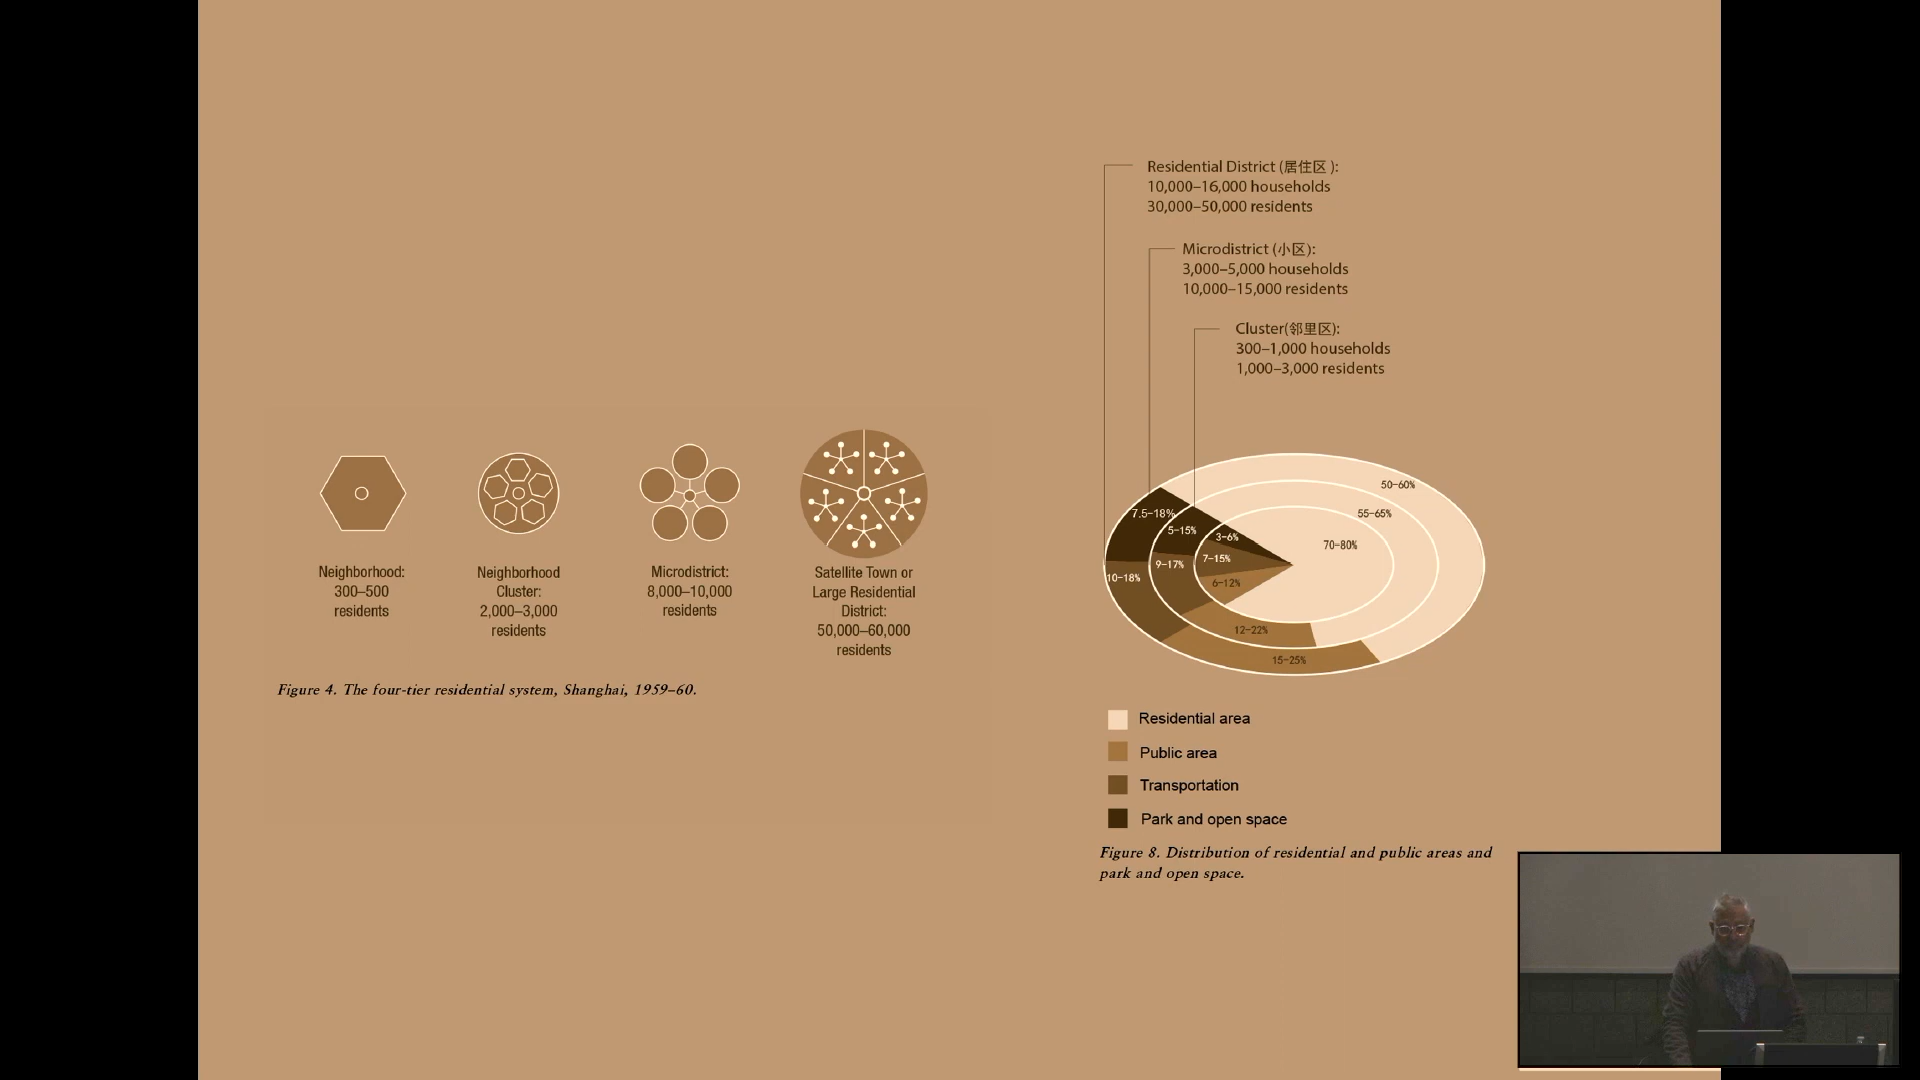 Neighborhood:
300–500
residents
Neighborhood
Cluster:
2,000–3,000
residents
Microdistrict:
8,000–10,000
residents
Satellite Town or
Large Residential
District:
50,000–60,000
residents
Figure 4. The four-tier residential system, Shanghai, 1959–60.
Residential District (居住区 ):
10,000–16,000 households
30,000–50,000 residents
Microdistrict (小区):
3,000–5,000 households
10,000–15,000 residents
Cluster(邻里区):
300–1,000 households
1,000–3,000 residents
50-60%
55-65%
70-80%
7.5-18%
5-15%
3-6%
10-18%
9-17%
7-15%
6-12%
12-22%
15-25%
Residential area
Public area
Transportation
Park and open space
Figure 8. Distribution of residential and public areas and
park and open space.